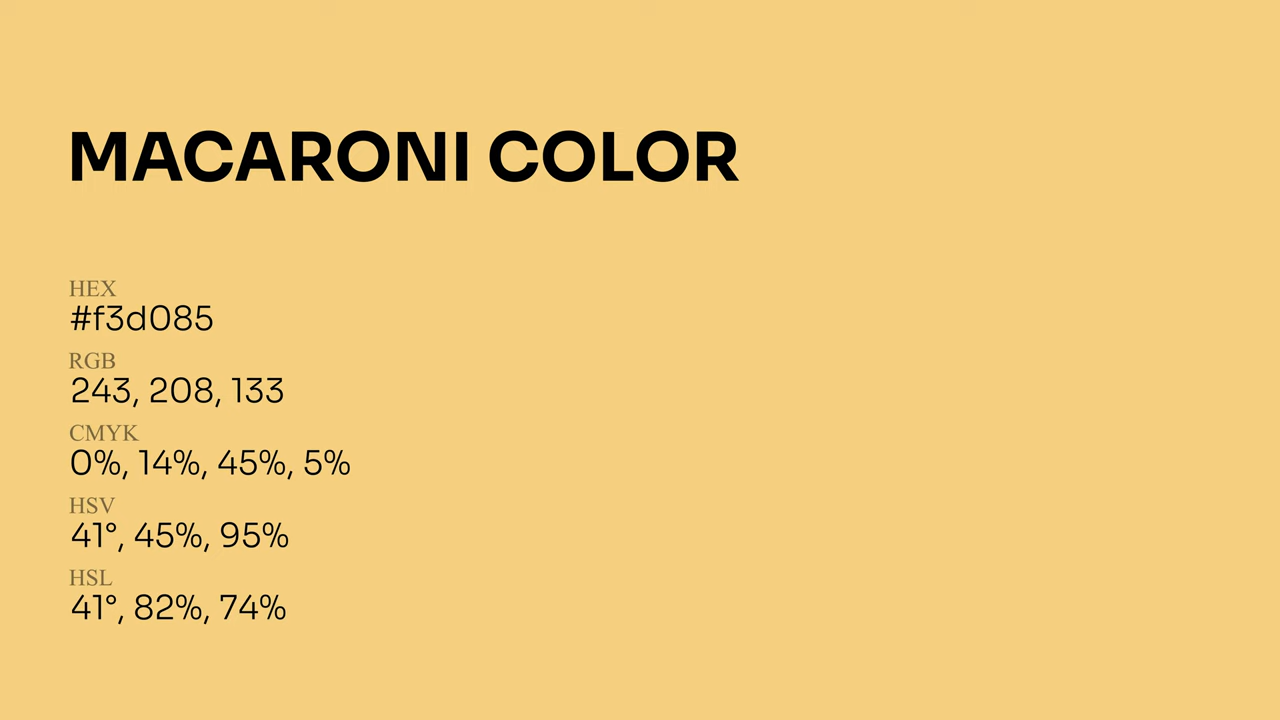 MACARONI COLOR
HEX
#f3d085
RGB
243, 208, 133
CMYK
0%, 14%, 45%, 5%
HSV
41°, 45%, 95%
HSL
41°, 82%, 74%